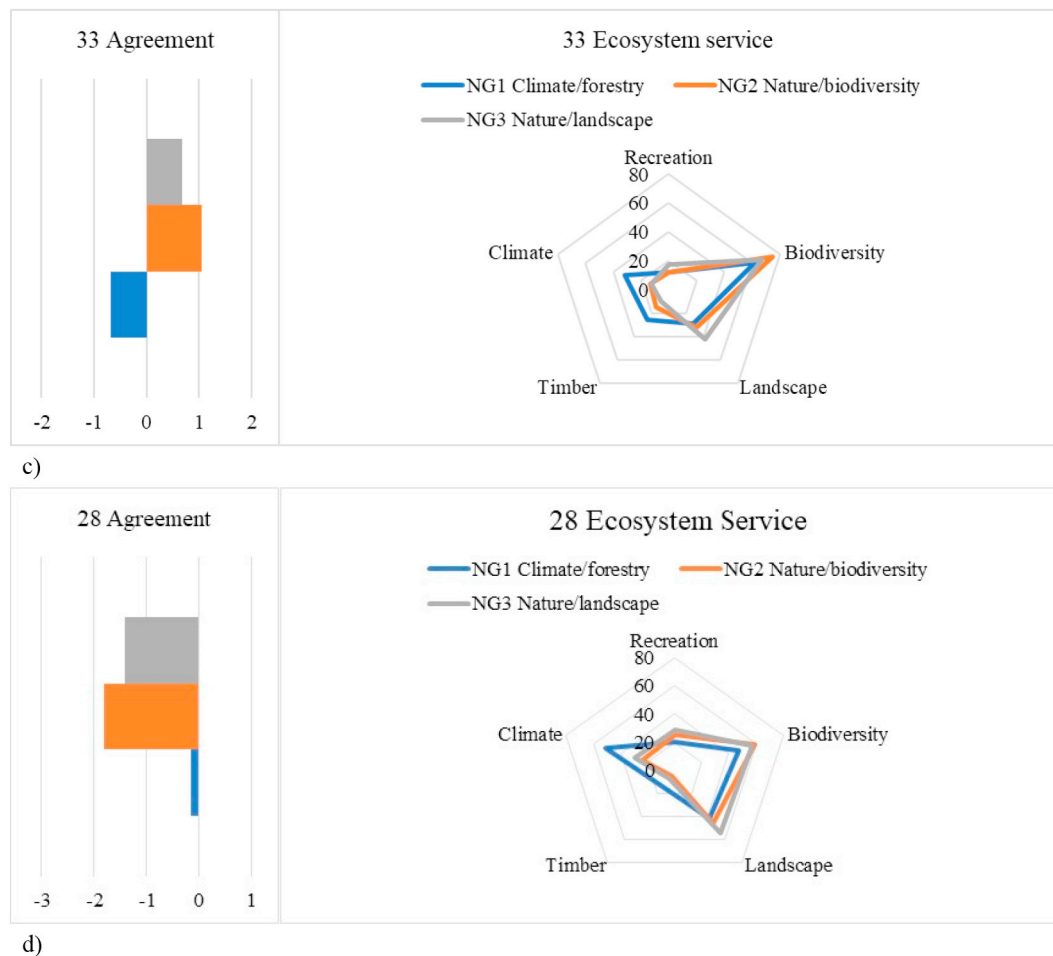 33 Agreement
-2 -1 0 1 2
33 Ecosystem service
NG1 Climate/forestry NG2 Nature/biodiversity
NG3 Nature/landscape
Recreation
80
60
40
20
0
Climate
Biodiversity
Timber
Landscape
c)
28 Agreement
-3 -2 -1 0 1
28 Ecosystem Service
NG1 Climate/forestry NG2 Nature/biodiversity
NG3 Nature/landscape
Recreation
80
60
40
20
0
Climate
Biodiversity
Timber
Landscape
d)